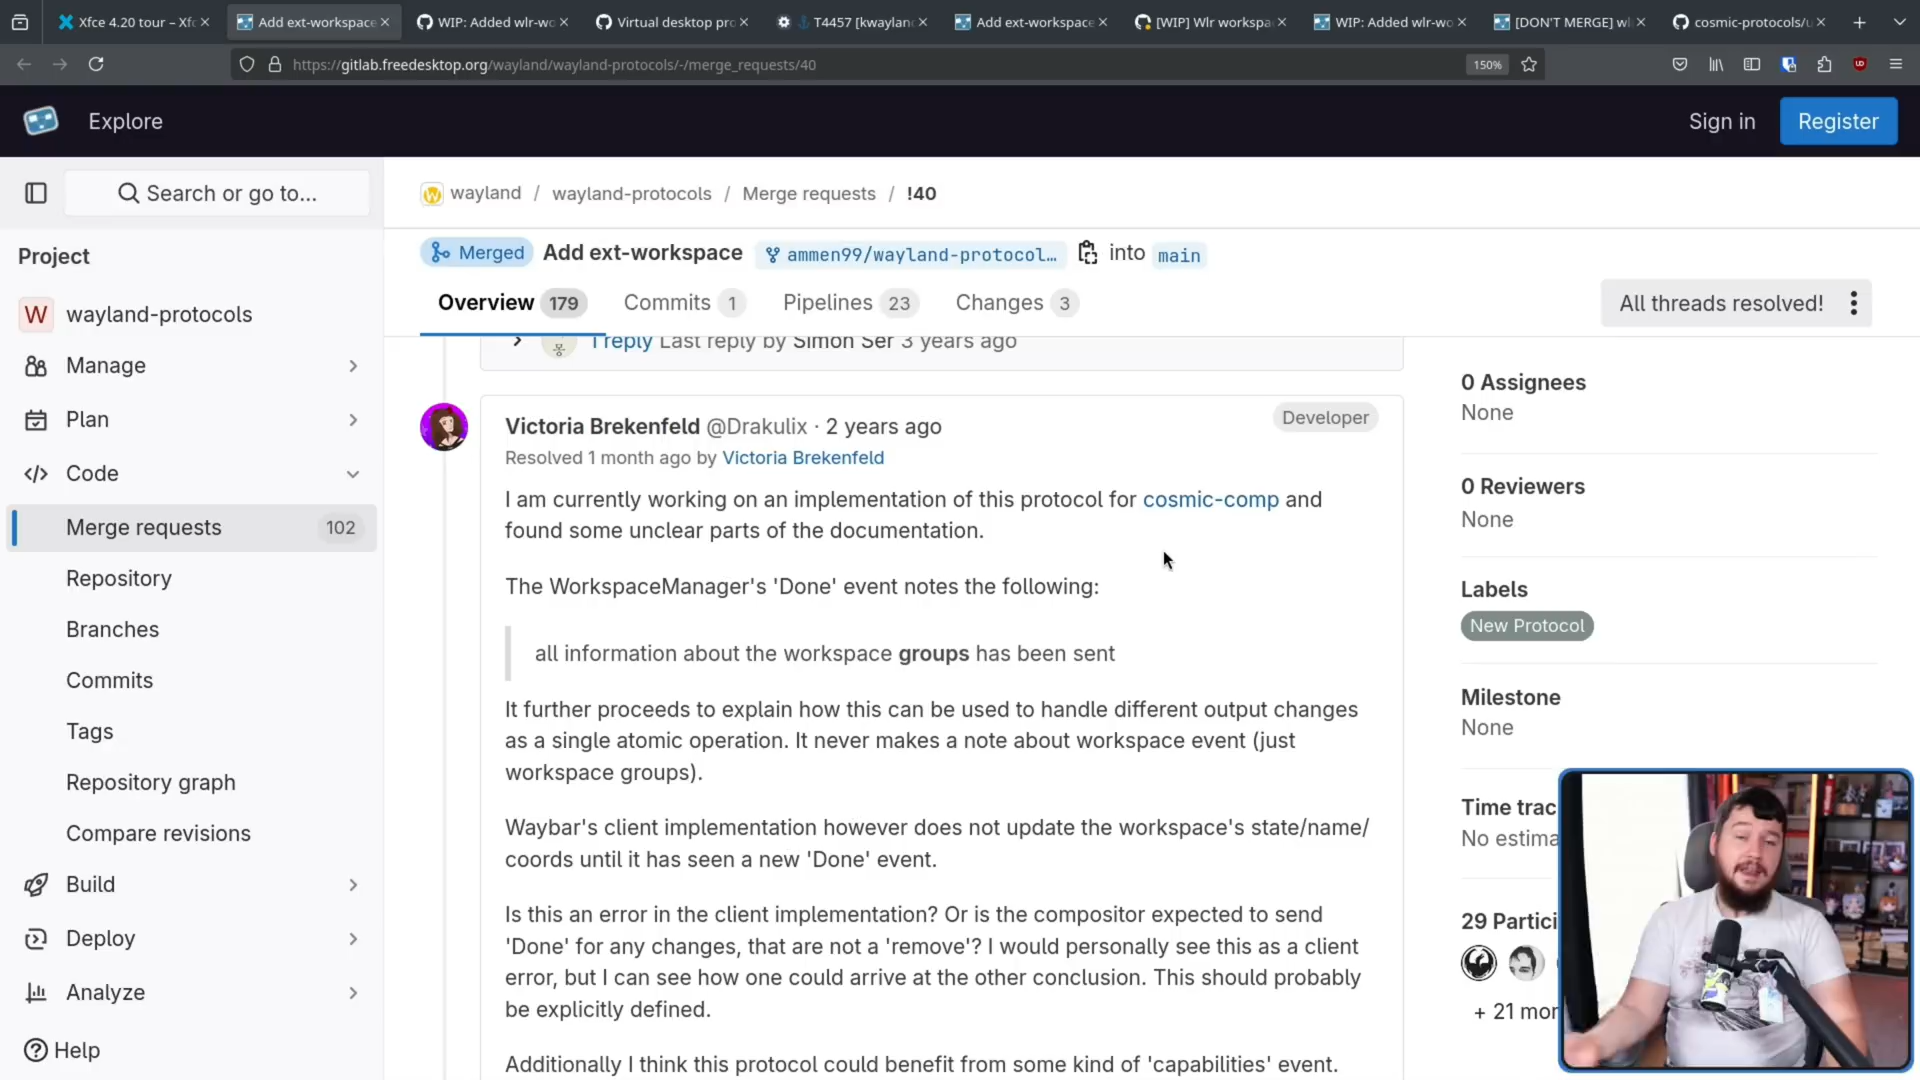 Xfce 4.20 tour – Xfc
Add ext-workspace
WIP: Added wlr-wo
Virtual desktop pro
T4457 [kwaylan
Add ext-workspace
[WIP] Wlr workspa
WIP: Added wlr-wo
[DON'T MERGE] wl
cosmic-protocols/u
https://gitlab.freedesktop.org/wayland/wayland-protocols/-/merge_requests/40
150%
Explore
Sign in
Register
Search or go to...
wayland / wayland-protocols / Merge requests / !40
Project
Merged Add ext-workspace ammen99/wayland-protocol… into main
W wayland-protocols
Overview 179
Commits 1
Pipelines 23
Changes 3
All threads resolved!
Manage
Plan
Code
Merge requests 102
Repository
Branches
Commits
Tags
Repository graph
Compare revisions
Build
Deploy
Analyze
Help
1 reply Last reply by Simon Ser 3 years ago
Victoria Brekenfeld @Drakulix · 2 years ago
Developer
Resolved 1 month ago by Victoria Brekenfeld
I am currently working on an implementation of this protocol for cosmic-comp and
found some unclear parts of the documentation.
The WorkspaceManager's 'Done' event notes the following:
all information about the workspace groups has been sent
It further proceeds to explain how this can be used to handle different output changes
as a single atomic operation. It never makes a note about workspace event (just
workspace groups).
Waybar's client implementation however does not update the workspace's state/name/
coords until it has seen a new 'Done' event.
Is this an error in the client implementation? Or is the compositor expected to send
'Done' for any changes, that are not a 'remove'? I would personally see this as a client
error, but I can see how one could arrive at the other conclusion. This should probably
be explicitly defined.
Additionally I think this protocol could benefit from some kind of 'capabilities' event.
0 Assignees
None
0 Reviewers
None
Labels
New Protocol
Milestone
None
Time trac
No estima
29 Partici
+ 21 mor